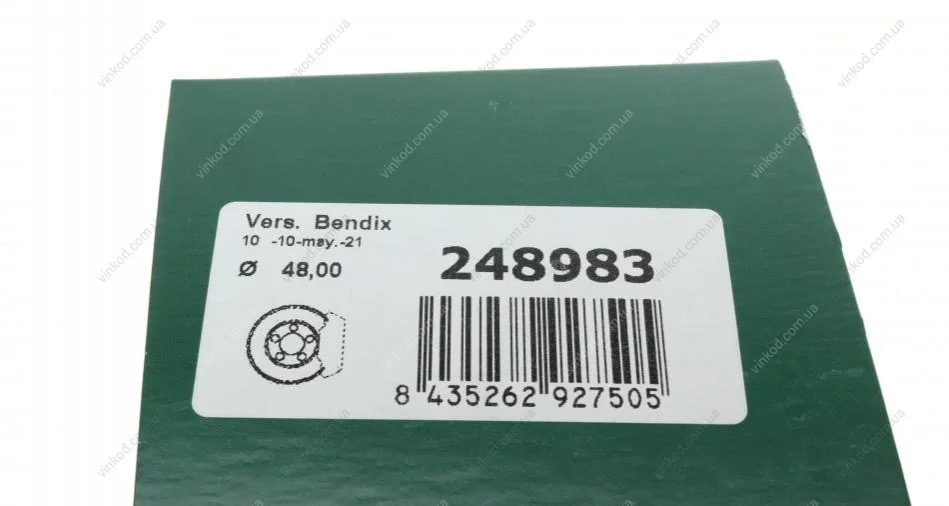 Vers. Bendix
10 -10-may.-21
Ø 48,00
248983
8 435262 927505
vinkod.com.ua